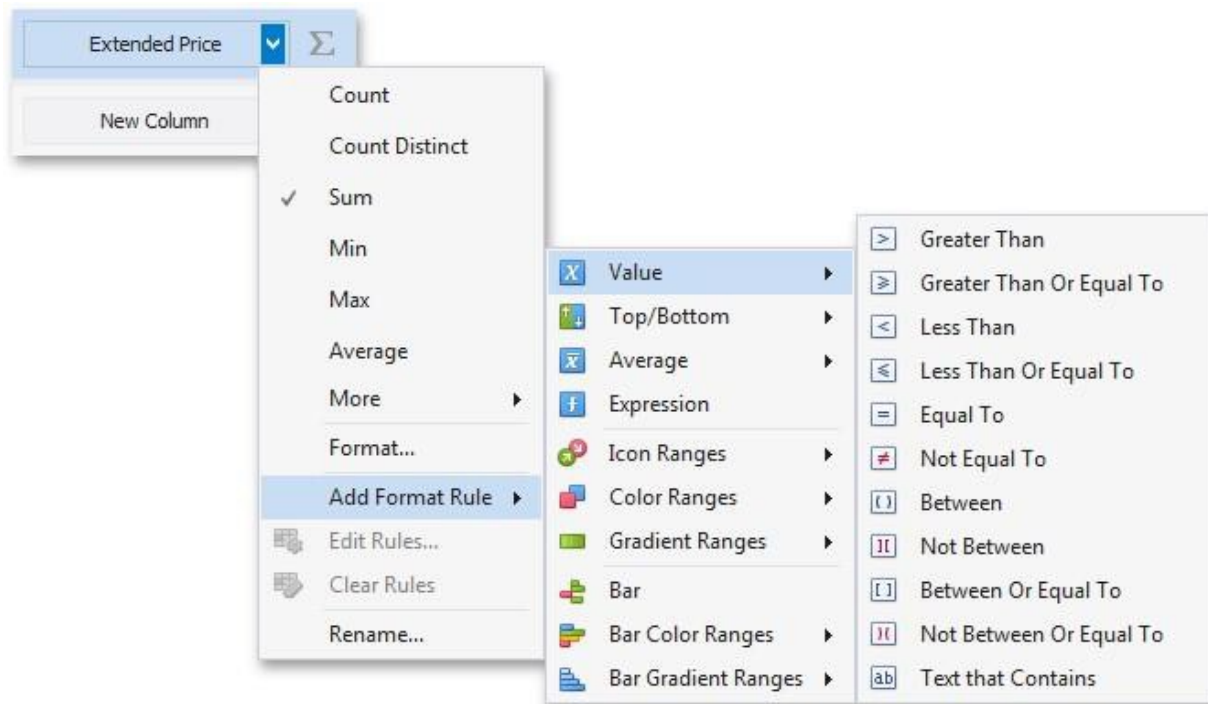 Extended Price
Σ
New Column
Count
Count Distinct
Sum
Min
Max
Average
More
Format...
Add Format Rule
Edit Rules...
Clear Rules
Rename...
Value
Top/Bottom
Average
Expression
Icon Ranges
Color Ranges
Gradient Ranges
Bar
Bar Color Ranges
Bar Gradient Ranges
Greater Than
Greater Than Or Equal To
Less Than
Less Than Or Equal To
Equal To
Not Equal To
Between
Not Between
Between Or Equal To
Not Between Or Equal To
Text that Contains